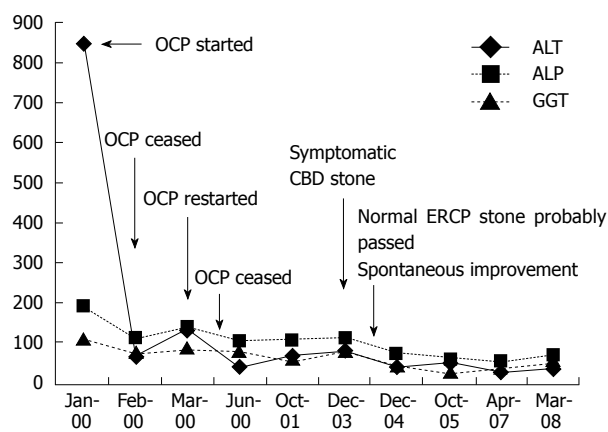 900
800
700
600
500
400
300
200
100
0
OCP started
ALT
ALP
GGT
OCP ceased
Symptomatic
CBD stone
OCP restarted
Normal ERCP stone probably
passed
Spontaneous improvement
OCP ceased
Jan- Feb- Mar- Jun- Oct- Dec- Dec- Oct- Apr- Mar-
00 00 00 00 01 03 04 05 07 08